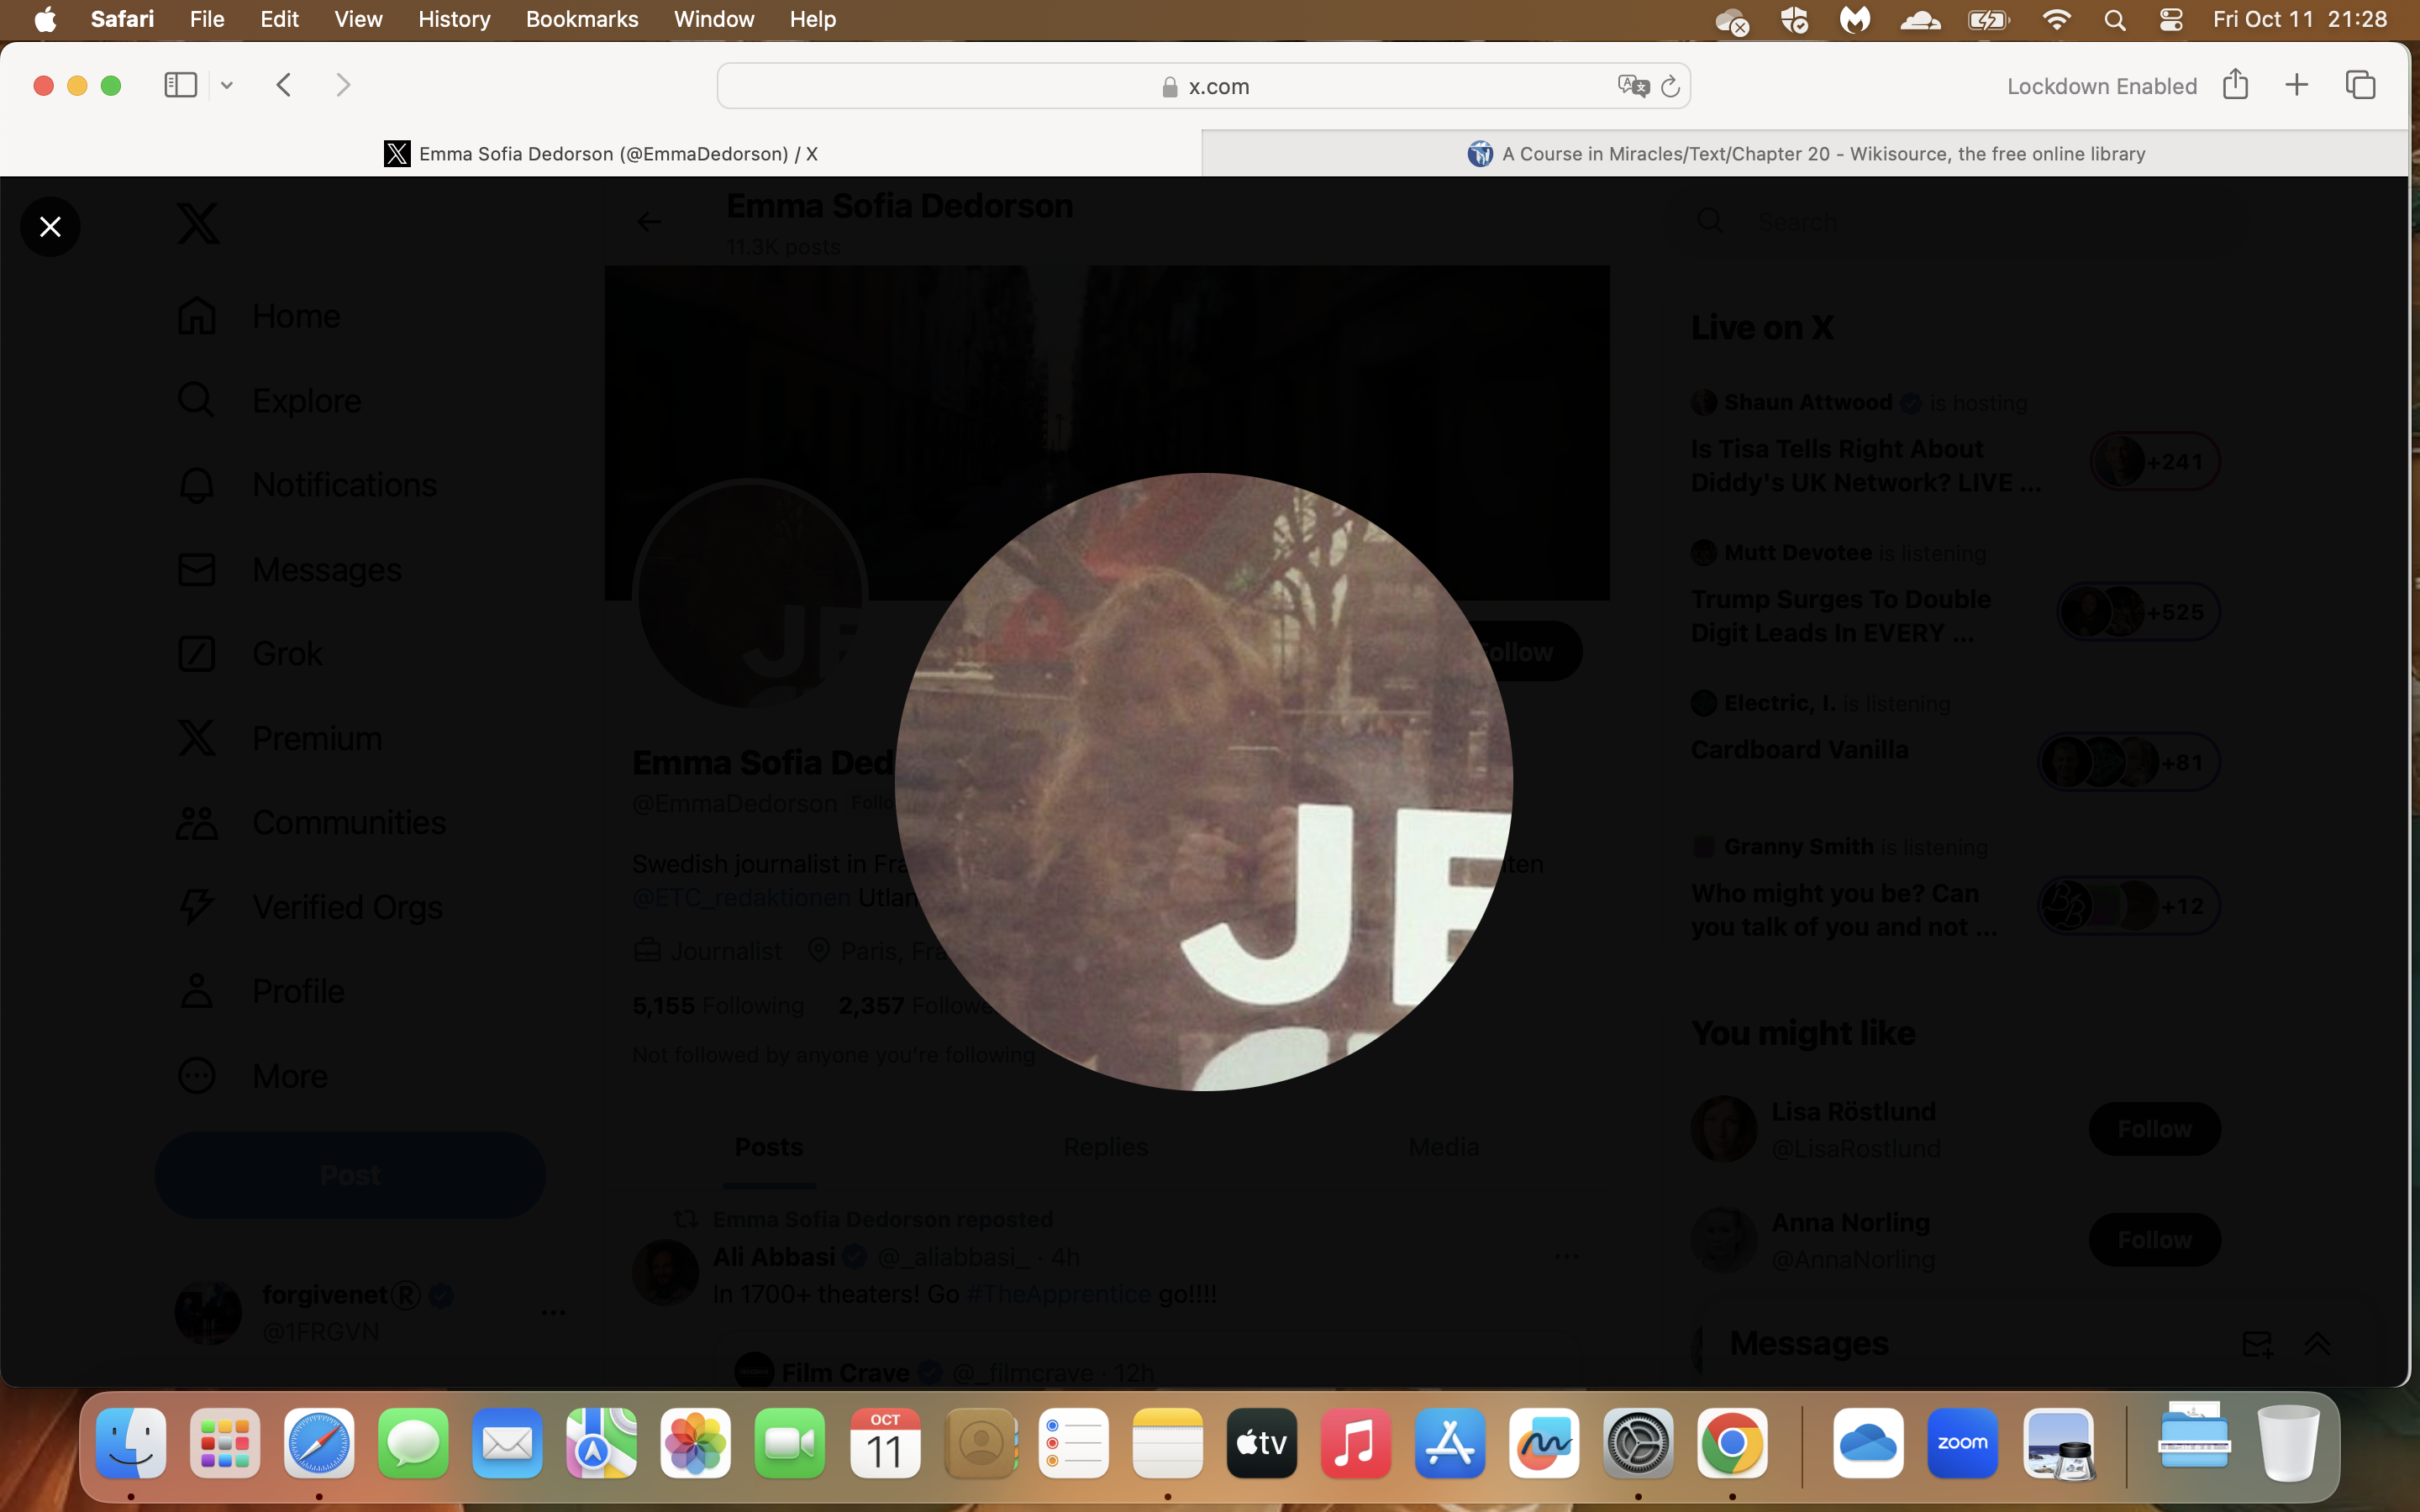 Safari File Edit View History Bookmarks Window Help Fri Oct 11 21:28
x.com
Lockdown Enabled
Emma Sofia Dedorson (@EmmaDedorson) / X
A Course in Miracles/Text/Chapter 20 - Wikisource, the free online library
Home
Explore
Notifications
Messages
Grok
Premium
Communities
Verified Orgs
Profile
More
Post
forgivenet®
@1FRGVN
Emma Sofia Dedorson
11.3K posts
JE
ollow
Emma Sofia Ded
@EmmaDedorson Follo
Swedish journalist in Fra
ten
@ETC_redaktionen Utlan
Journalist Paris, Fra
5,155 Following 2,357 Followe
Not followed by anyone you're following
Posts Replies Media
Emma Sofia Dedorson reposted
Ali Abbasi @_aliabbasi_ · 4h
In 1700+ theaters! Go #TheApprentice go!!!!
Film Crave @_filmcrave · 12h
Search
Live on X
Shaun Attwood is hosting
Is Tisa Tells Right About
Diddy's UK Network? LIVE ...
+241
Mutt Devotee is listening
Trump Surges To Double
Digit Leads In EVERY ...
+525
Electric, I. is listening
Cardboard Vanilla
+81
Granny Smith is listening
Who might you be? Can
you talk of you and not ...
+12
You might like
Lisa Röstlund
@LisaRostlund
Follow
Anna Norling
@AnnaNorling
Follow
Messages
OCT
11
tv
zoom